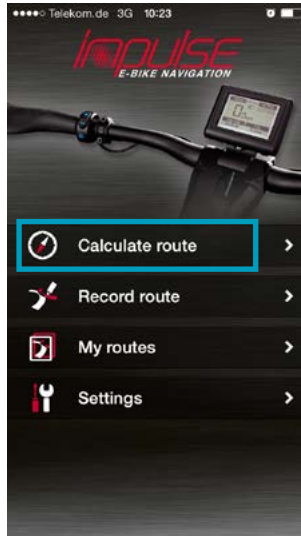 Telekom.de 3G 10:23
impulse
E-BIKE NAVIGATION
Calculate route
Record route
My routes
Settings